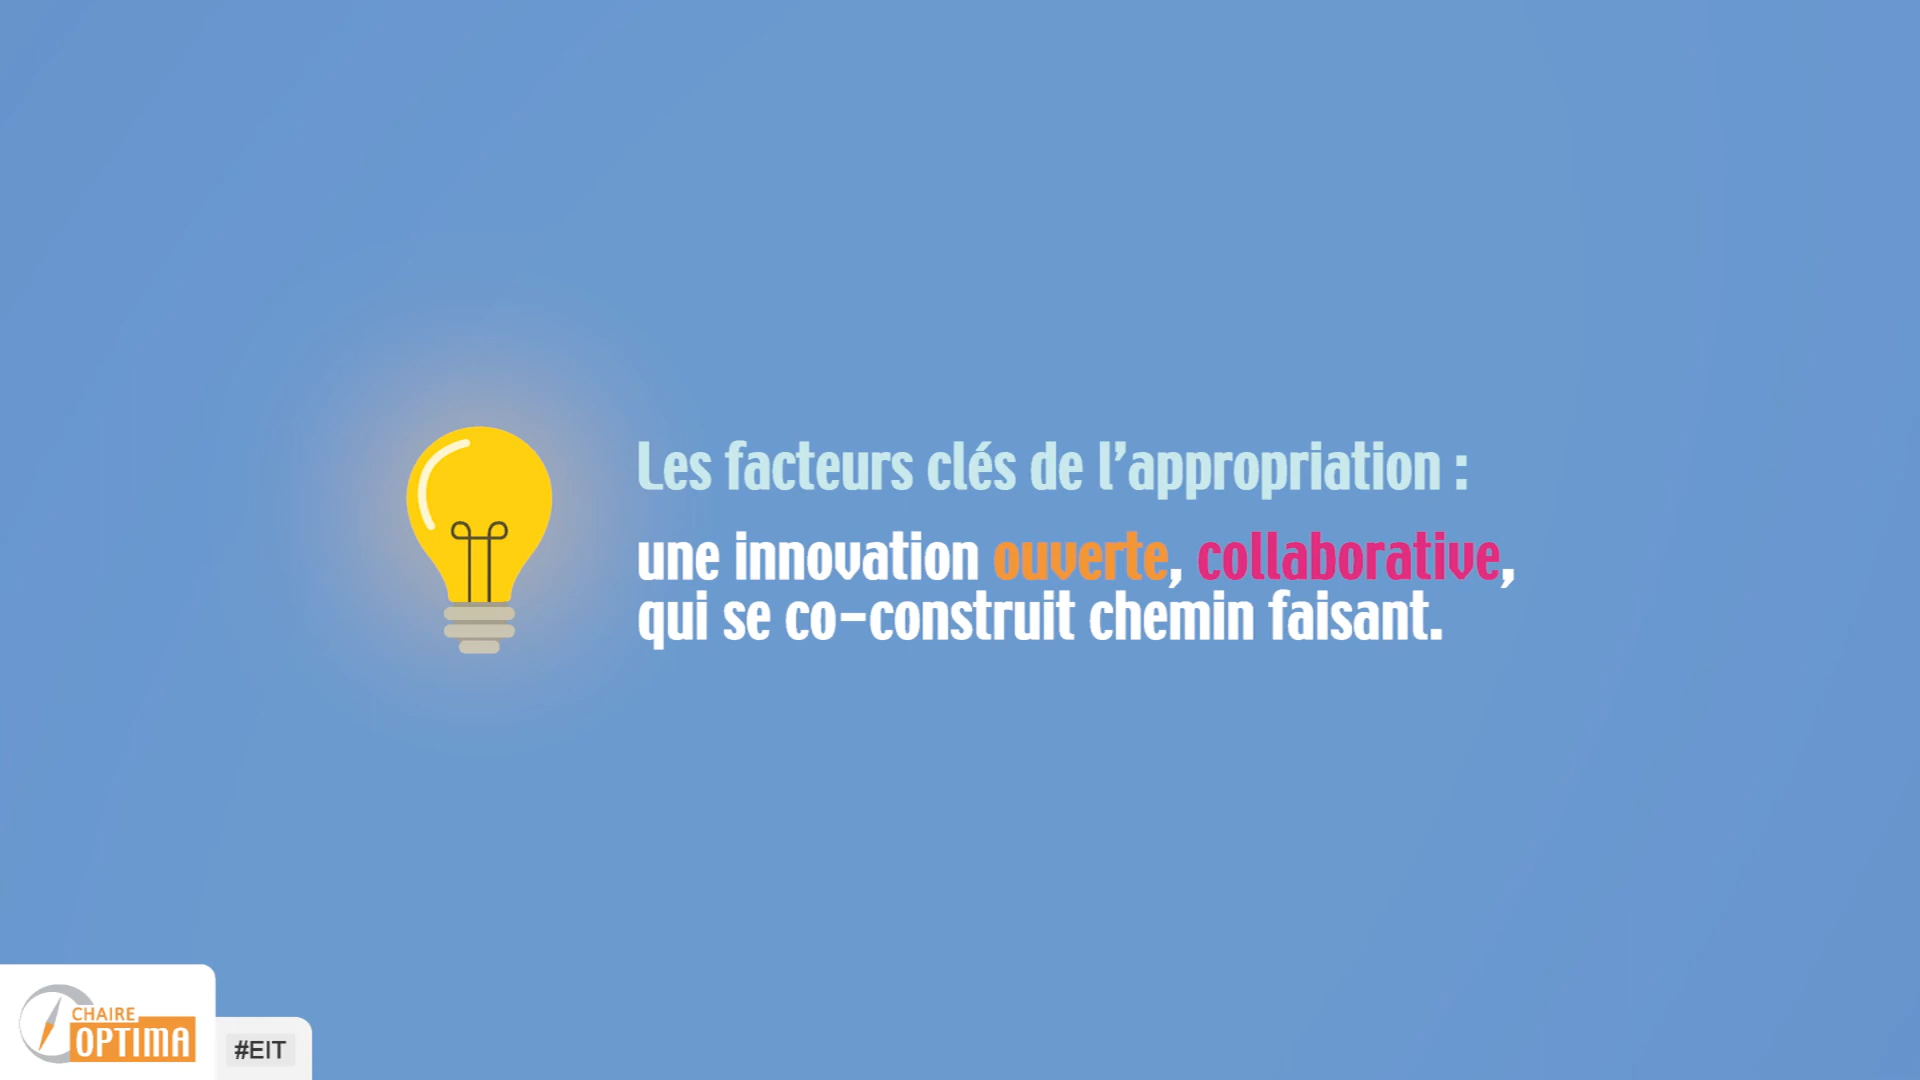 Les facteurs clés de l’appropriation :
une innovation ouverte, collaborative,
qui se co-construit chemin faisant.
CHAIRE
OPTIMA
#EIT